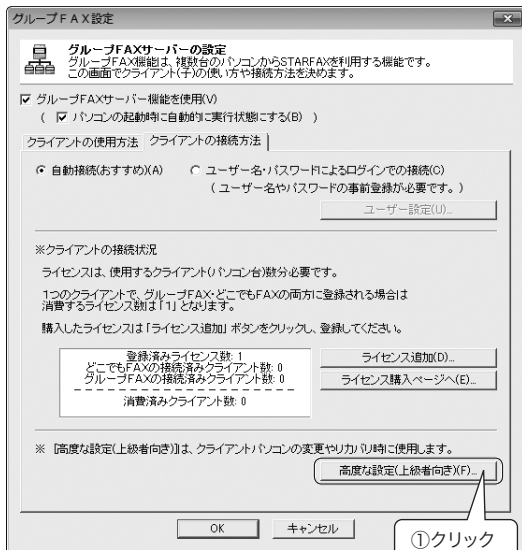 グループＦＡＸ設定
グループFAXサーバーの設定
グループFAX機能は、複数台のパソコンからSTARFAXを利用する機能です。
この画面でクライアント(子)の使い方や接続方法を決めます。
グループFAXサーバー機能を使用(V)
( パソコンの起動時に自動的に実行状態にする(B) )
クライアントの使用方法 クライアントの接続方法
自動接続(おすすめ)(A) ユーザー名・パスワードによるログインでの接続(C)
(ユーザー名やパスワードの事前登録が必要です。)
ユーザー設定(U)...
※クライアントの接続状況
ライセンスは、使用するクライアント(パソコン台)数分必要です。
1つのクライアントで、グループFAX・どこでもFAXの両方に登録される場合は
消費するライセンス数は「1」となります。
購入したライセンスは「ライセンス追加」ボタンをクリックし、登録してください。
登録済みライセンス数: 1
どこでもFAXの接続済みクライアント数: 0
グループFAXの接続済みクライアント数: 0
消費済みクライアント数: 0
ライセンス追加(D)...
ライセンス購入ページへ(E)...
※ [高度な設定(上級者向き)]は、クライアントパソコンの変更やリカバリ時に使用します。
高度な設定(上級者向き)(F)...
OK キャンセル
①クリック